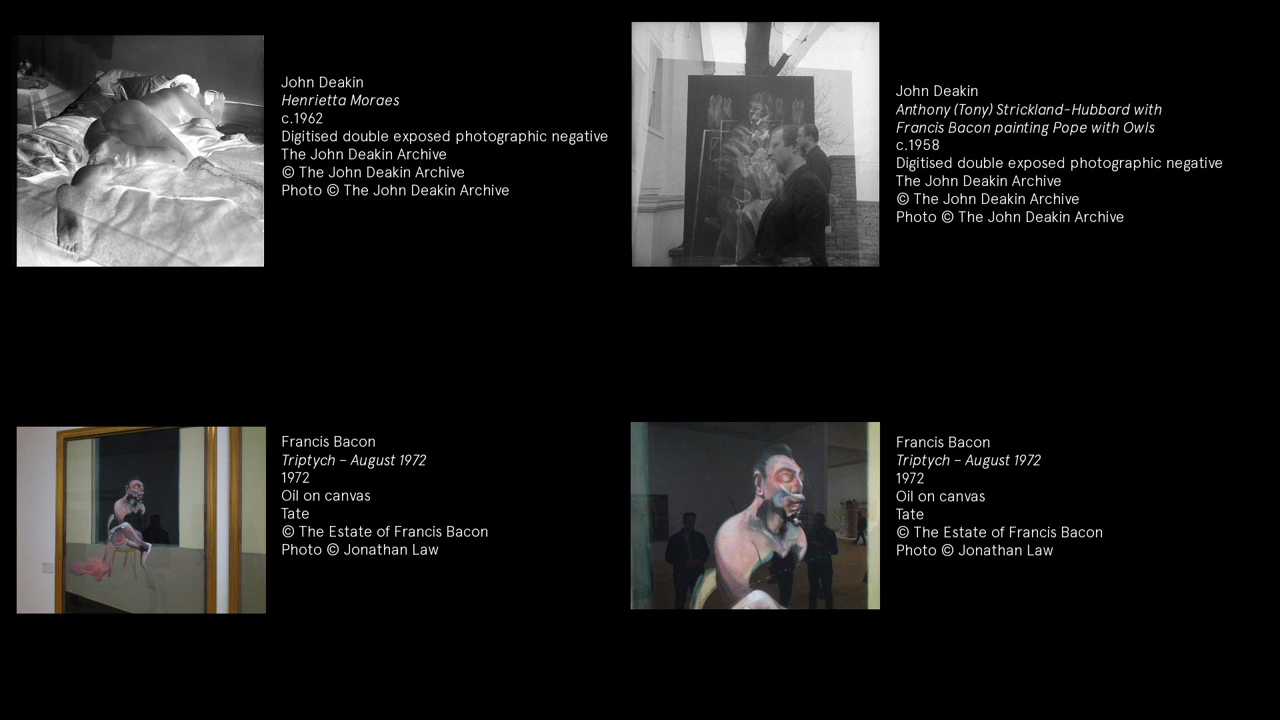 John Deakin
Henrietta Moraes
c.1962
Digitised double exposed photographic negative
The John Deakin Archive
© The John Deakin Archive
Photo © The John Deakin Archive
John Deakin
Anthony (Tony) Strickland-Hubbard with
Francis Bacon painting Pope with Owls
c.1958
Digitised double exposed photographic negative
The John Deakin Archive
© The John Deakin Archive
Photo © The John Deakin Archive
Francis Bacon
Triptych – August 1972
1972
Oil on canvas
Tate
© The Estate of Francis Bacon
Photo © Jonathan Law
Francis Bacon
Triptych – August 1972
1972
Oil on canvas
Tate
© The Estate of Francis Bacon
Photo © Jonathan Law